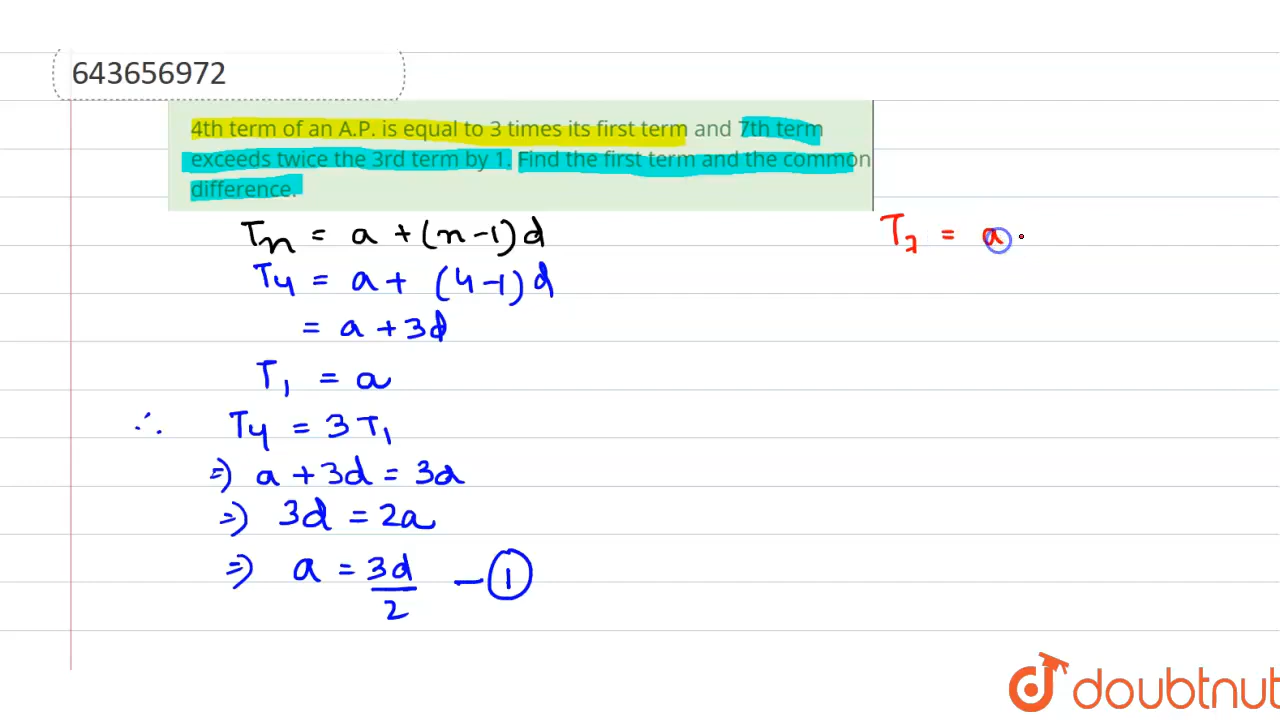 643656972
4th term of an A.P. is equal to 3 times its first term and 7th term
exceeds twice the 3rd term by 1. Find the first term and the common
difference.
Tn = a + (n-1)d
T4 = a + (4-1)d
= a + 3d
T1 = a
∴ T4 = 3T1
=> a + 3d = 3a
=> 3d = 2a
=> a = 3d/2 - ①
T7 = a
doubtnut